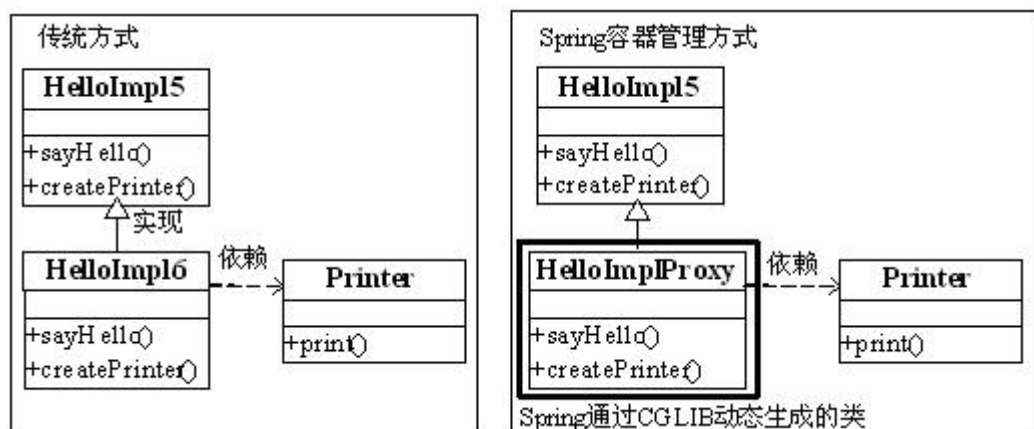 传统方式
HelloImpl5
+sayHello()
+createPrinter()
实现
HelloImpl6
依赖
Printer
+sayHello()
+createPrinter()
+print()
Spring容器管理方式
HelloImpl5
+sayHello()
+createPrinter()
HelloImplProxy
依赖
Printer
+sayHello()
+createPrinter()
+print()
Spring通过CGLIB动态生成的类